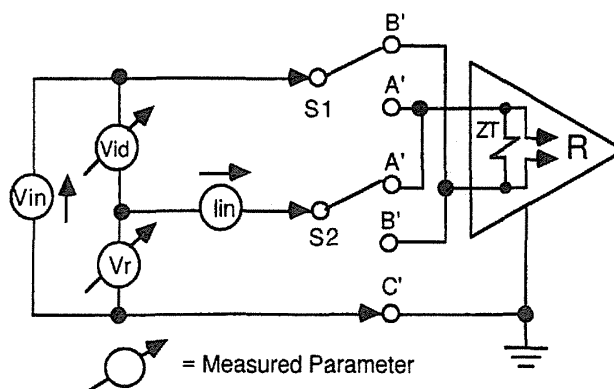 B'
S1
A'
Vid
ZT
R
Vin
Iin
A'
S2
B'
Vr
C'
= Measured Parameter